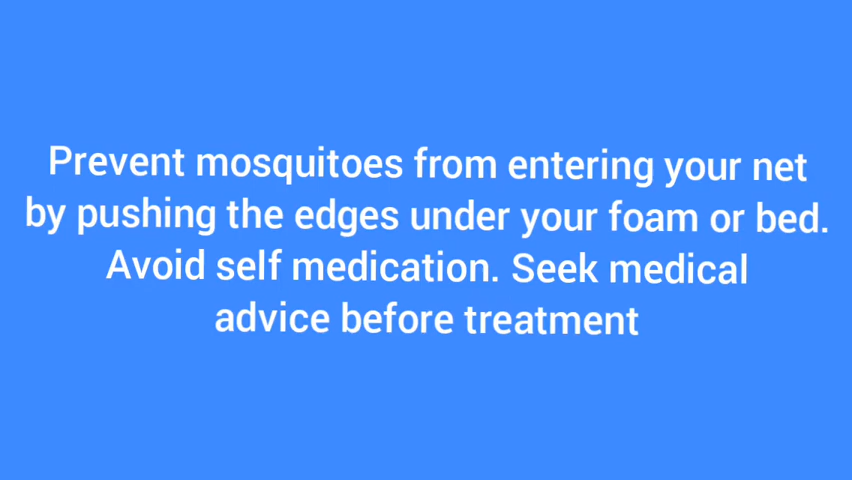 Prevent mosquitoes from entering your net
by pushing the edges under your foam or bed.
Avoid self medication. Seek medical
advice before treatment